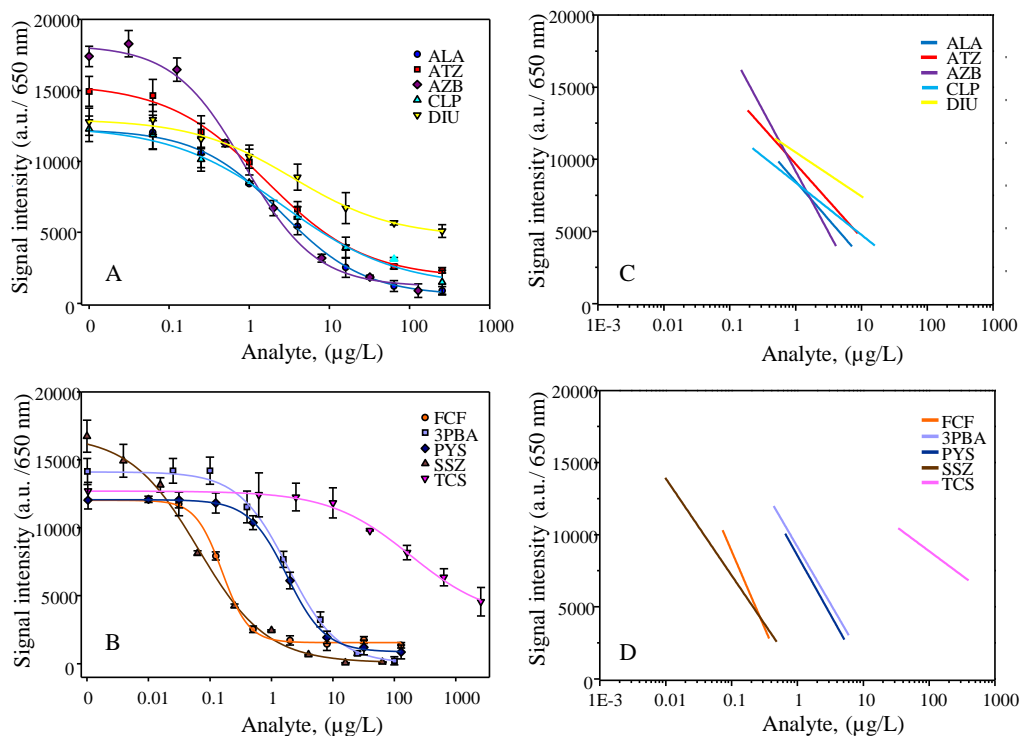 Signal intensity (a.u./ 650 nm)
20000
15000
10000
5000
0
ALA
ATZ
AZB
CLP
DIU
A
0
0.1
1
10
100
1000
Analyte, (µg/L)
Signal intensity (a.u./ 650 nm)
20000
15000
10000
5000
0
ALA
ATZ
AZB
CLP
DIU
C
1E-3
0.01
0.1
1
10
100
1000
Analyte, (µg/L)
Signal intensity (a.u./650 nm)
20000
15000
10000
5000
0
FCF
3PBA
PYS
SSZ
TCS
B
0
0.01
0.1
1
10
100
1000
Analyte, (µg/L)
Signal intensity (a.u./ 650 nm)
20000
15000
10000
5000
0
FCF
3PBA
PYS
SSZ
TCS
D
1E-3
0.01
0.1
1
10
100
1000
Analyte, (µg/L)